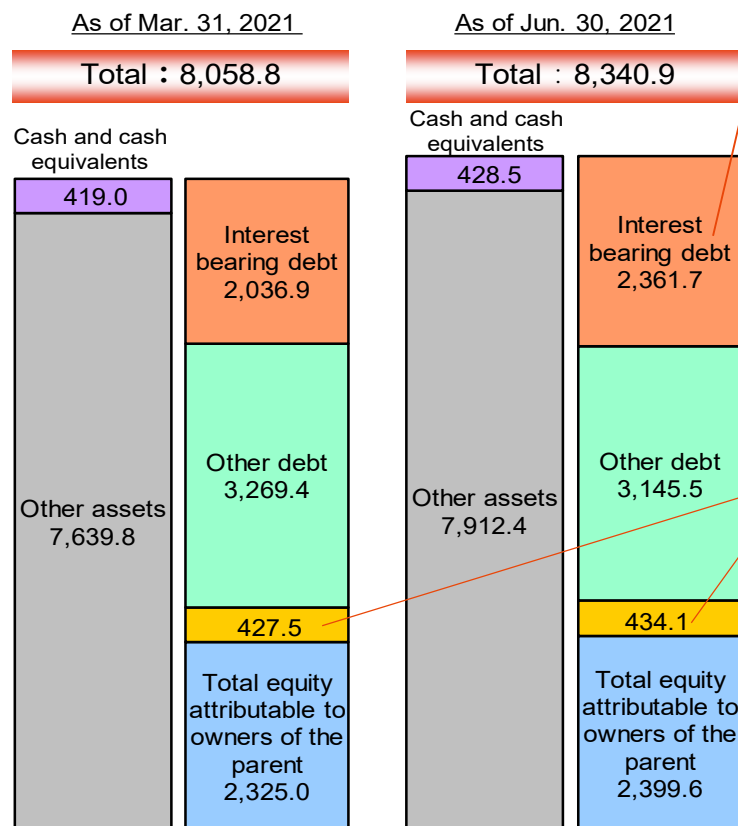 As of Mar. 31, 2021
Total：8,058.8
Cash and cash
equivalents
419.0
Other assets
7,639.8
Interest
bearing debt
2,036.9
Other debt
3,269.4
427.5
Total equity
attributable to
owners of the
parent
2,325.0
As of Jun. 30, 2021
Total : 8,340.9
Cash and cash
equivalents
428.5
Other assets
7,912.4
Interest
bearing debt
2,361.7
Other debt
3,145.5
434.1
Total equity
attributable to
owners of the
parent
2,399.6